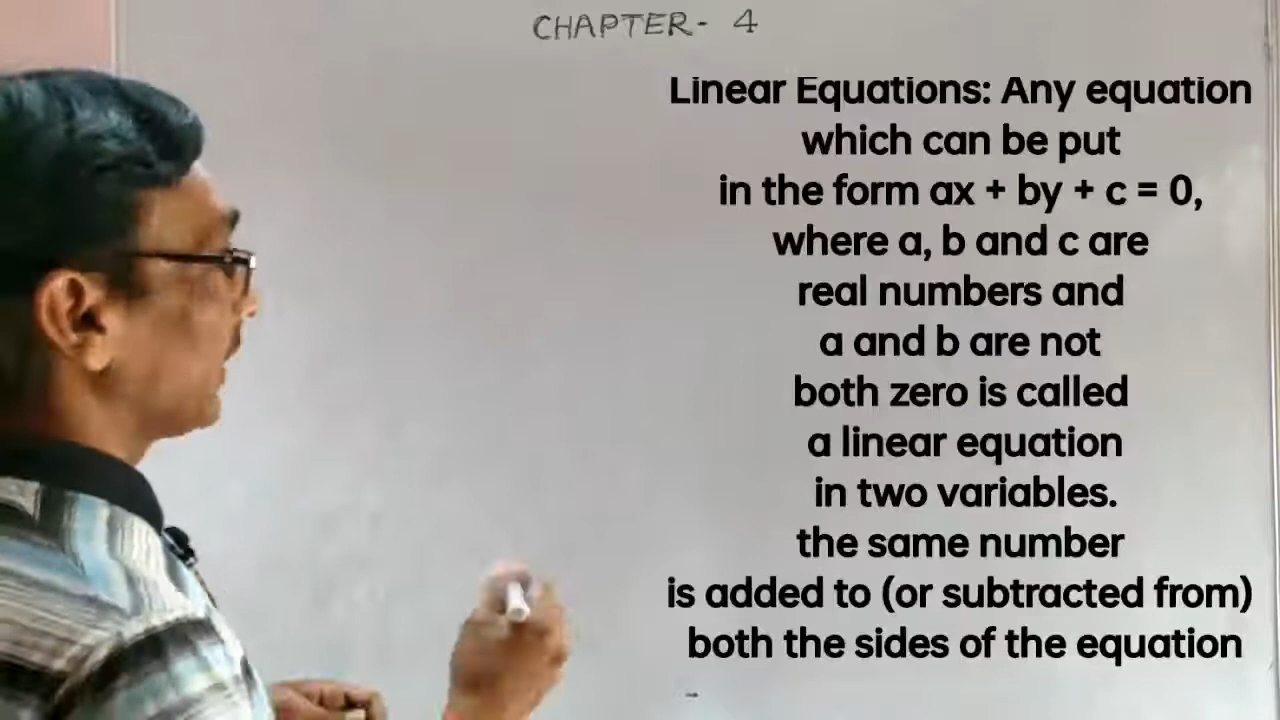 CHAPTER- 4
Linear Equations: Any equation
which can be put
in the form ax + by + c = 0,
where a, b and c are
real numbers and
a and b are not
both zero is called
a linear equation
in two variables.
the same number
is added to (or subtracted from)
both the sides of the equation